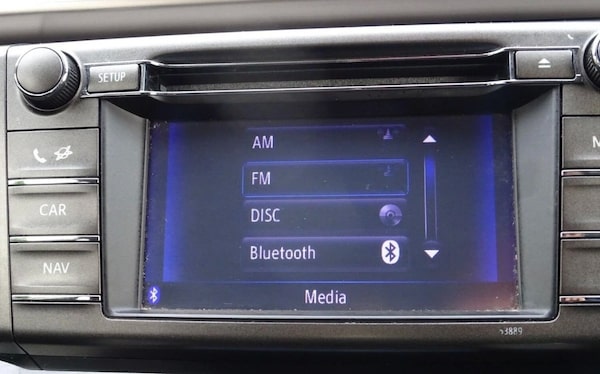 SETUP
AM
FM
CAR
DISC
NAV
Bluetooth
Media